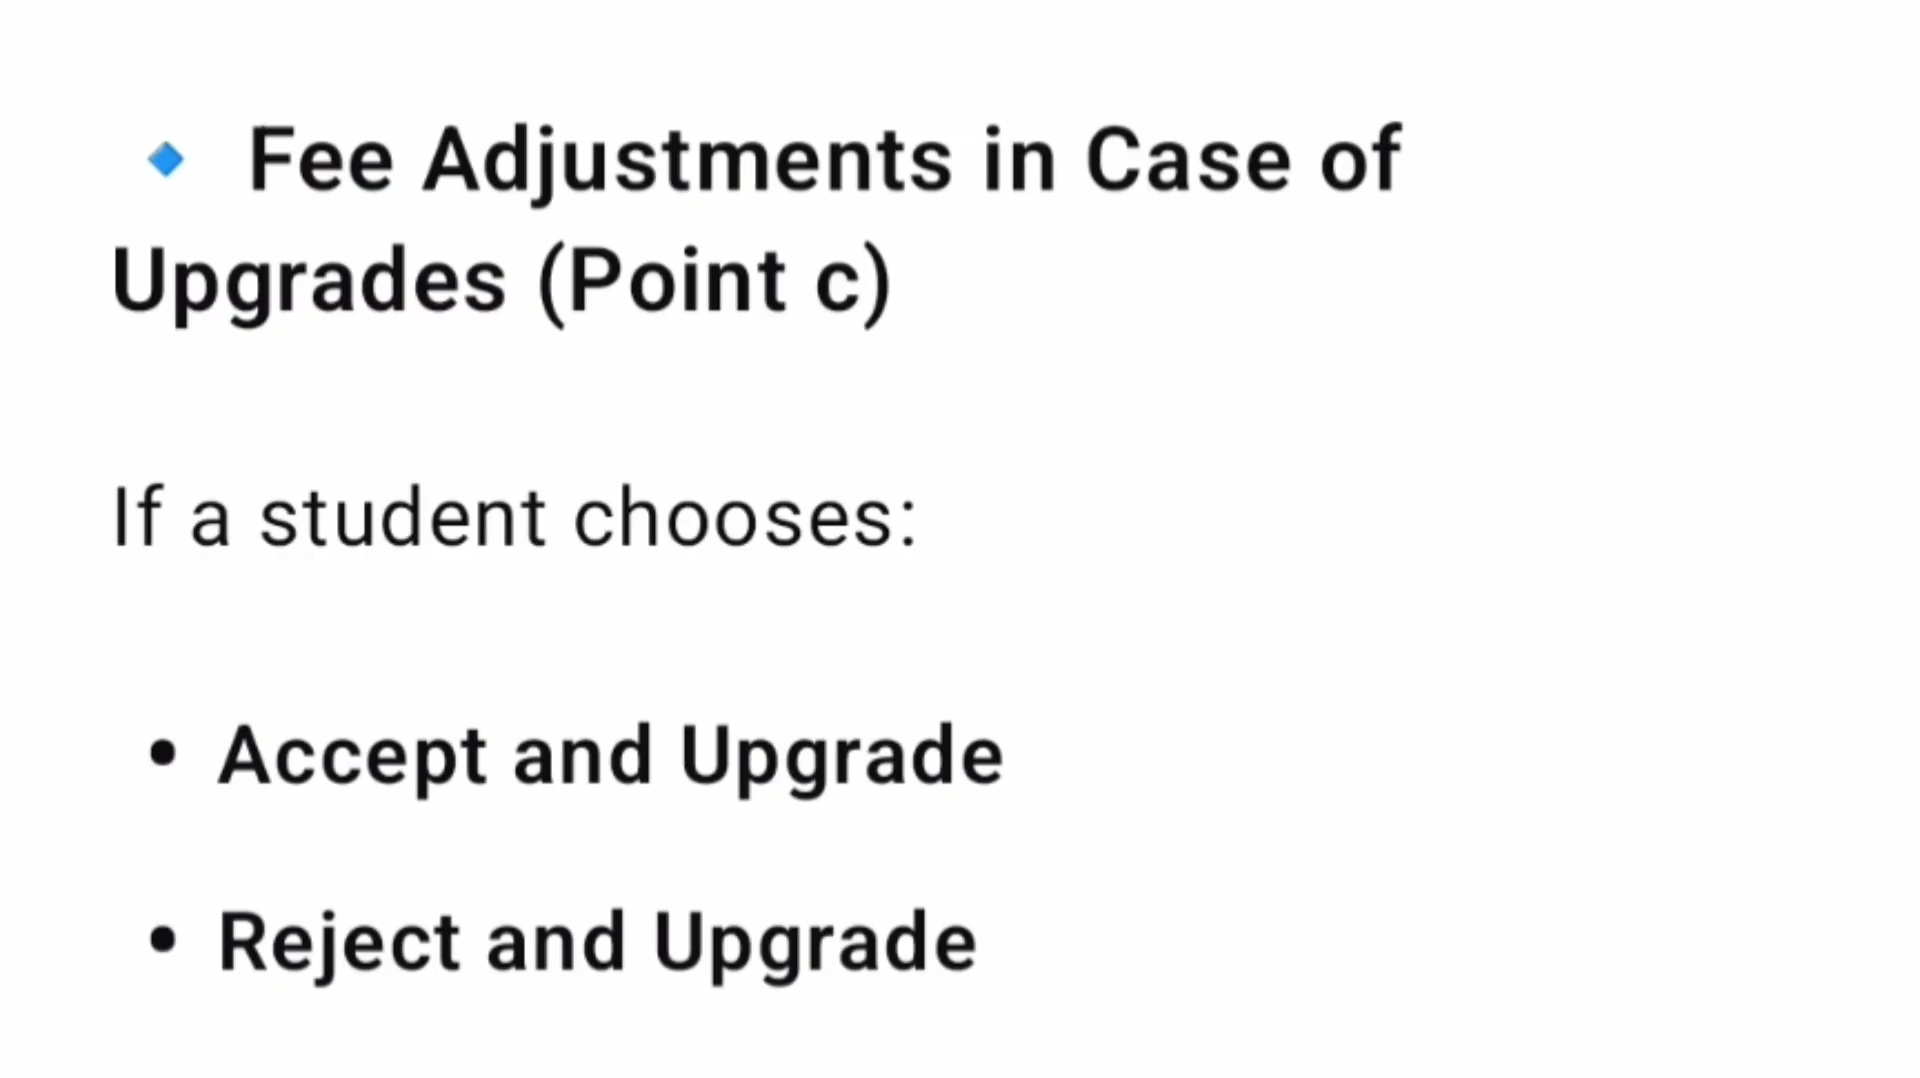 🔹 Fee Adjustments in Case of
Upgrades (Point c)
If a student chooses:
• Accept and Upgrade
• Reject and Upgrade